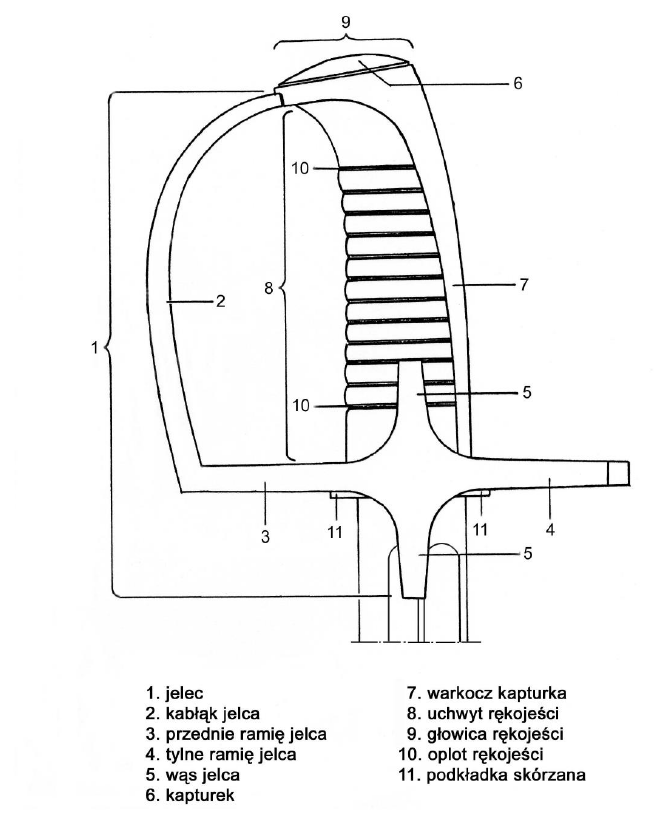 9
6
10
7
8
2
1
5
10
11
11
3
4
5
1. jelec
2. kabłąk jelca
3. przednie ramię jelca
4. tylne ramię jelca
5. wąs jelca
6. kapturek
7. warkocz kapturka
8. uchwyt rękojeści
9. głowica rękojeści
10. oplot rękojeści
11. podkładka skórzana